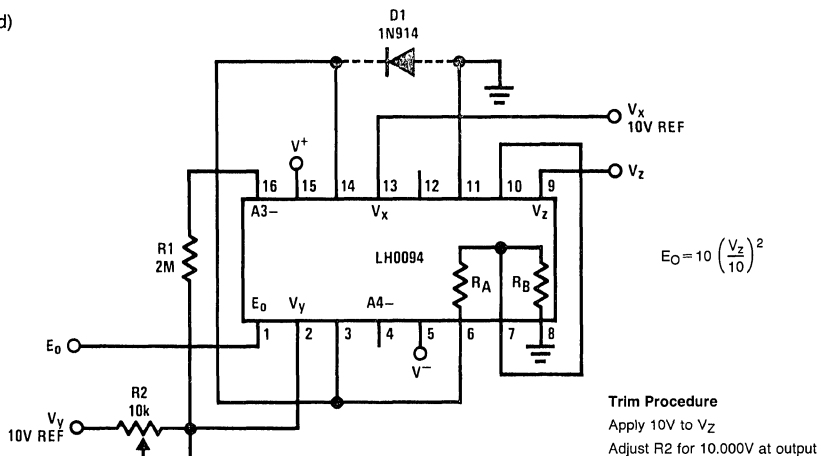 d)
D1
1N914
Vx
10V REF
V+
Vz
16 15 14 13 12 11 10 9
A3− Vx Vz
R1
2M
LH0094
RA RB
EO = 10 (Vz/10)²
Eo Vy A4−
1 2 3 4 5 6 7 8
Eo
V−
R2
10k
Vy
10V REF
Trim Procedure
Apply 10V to VZ
Adjust R2 for 10.000V at output